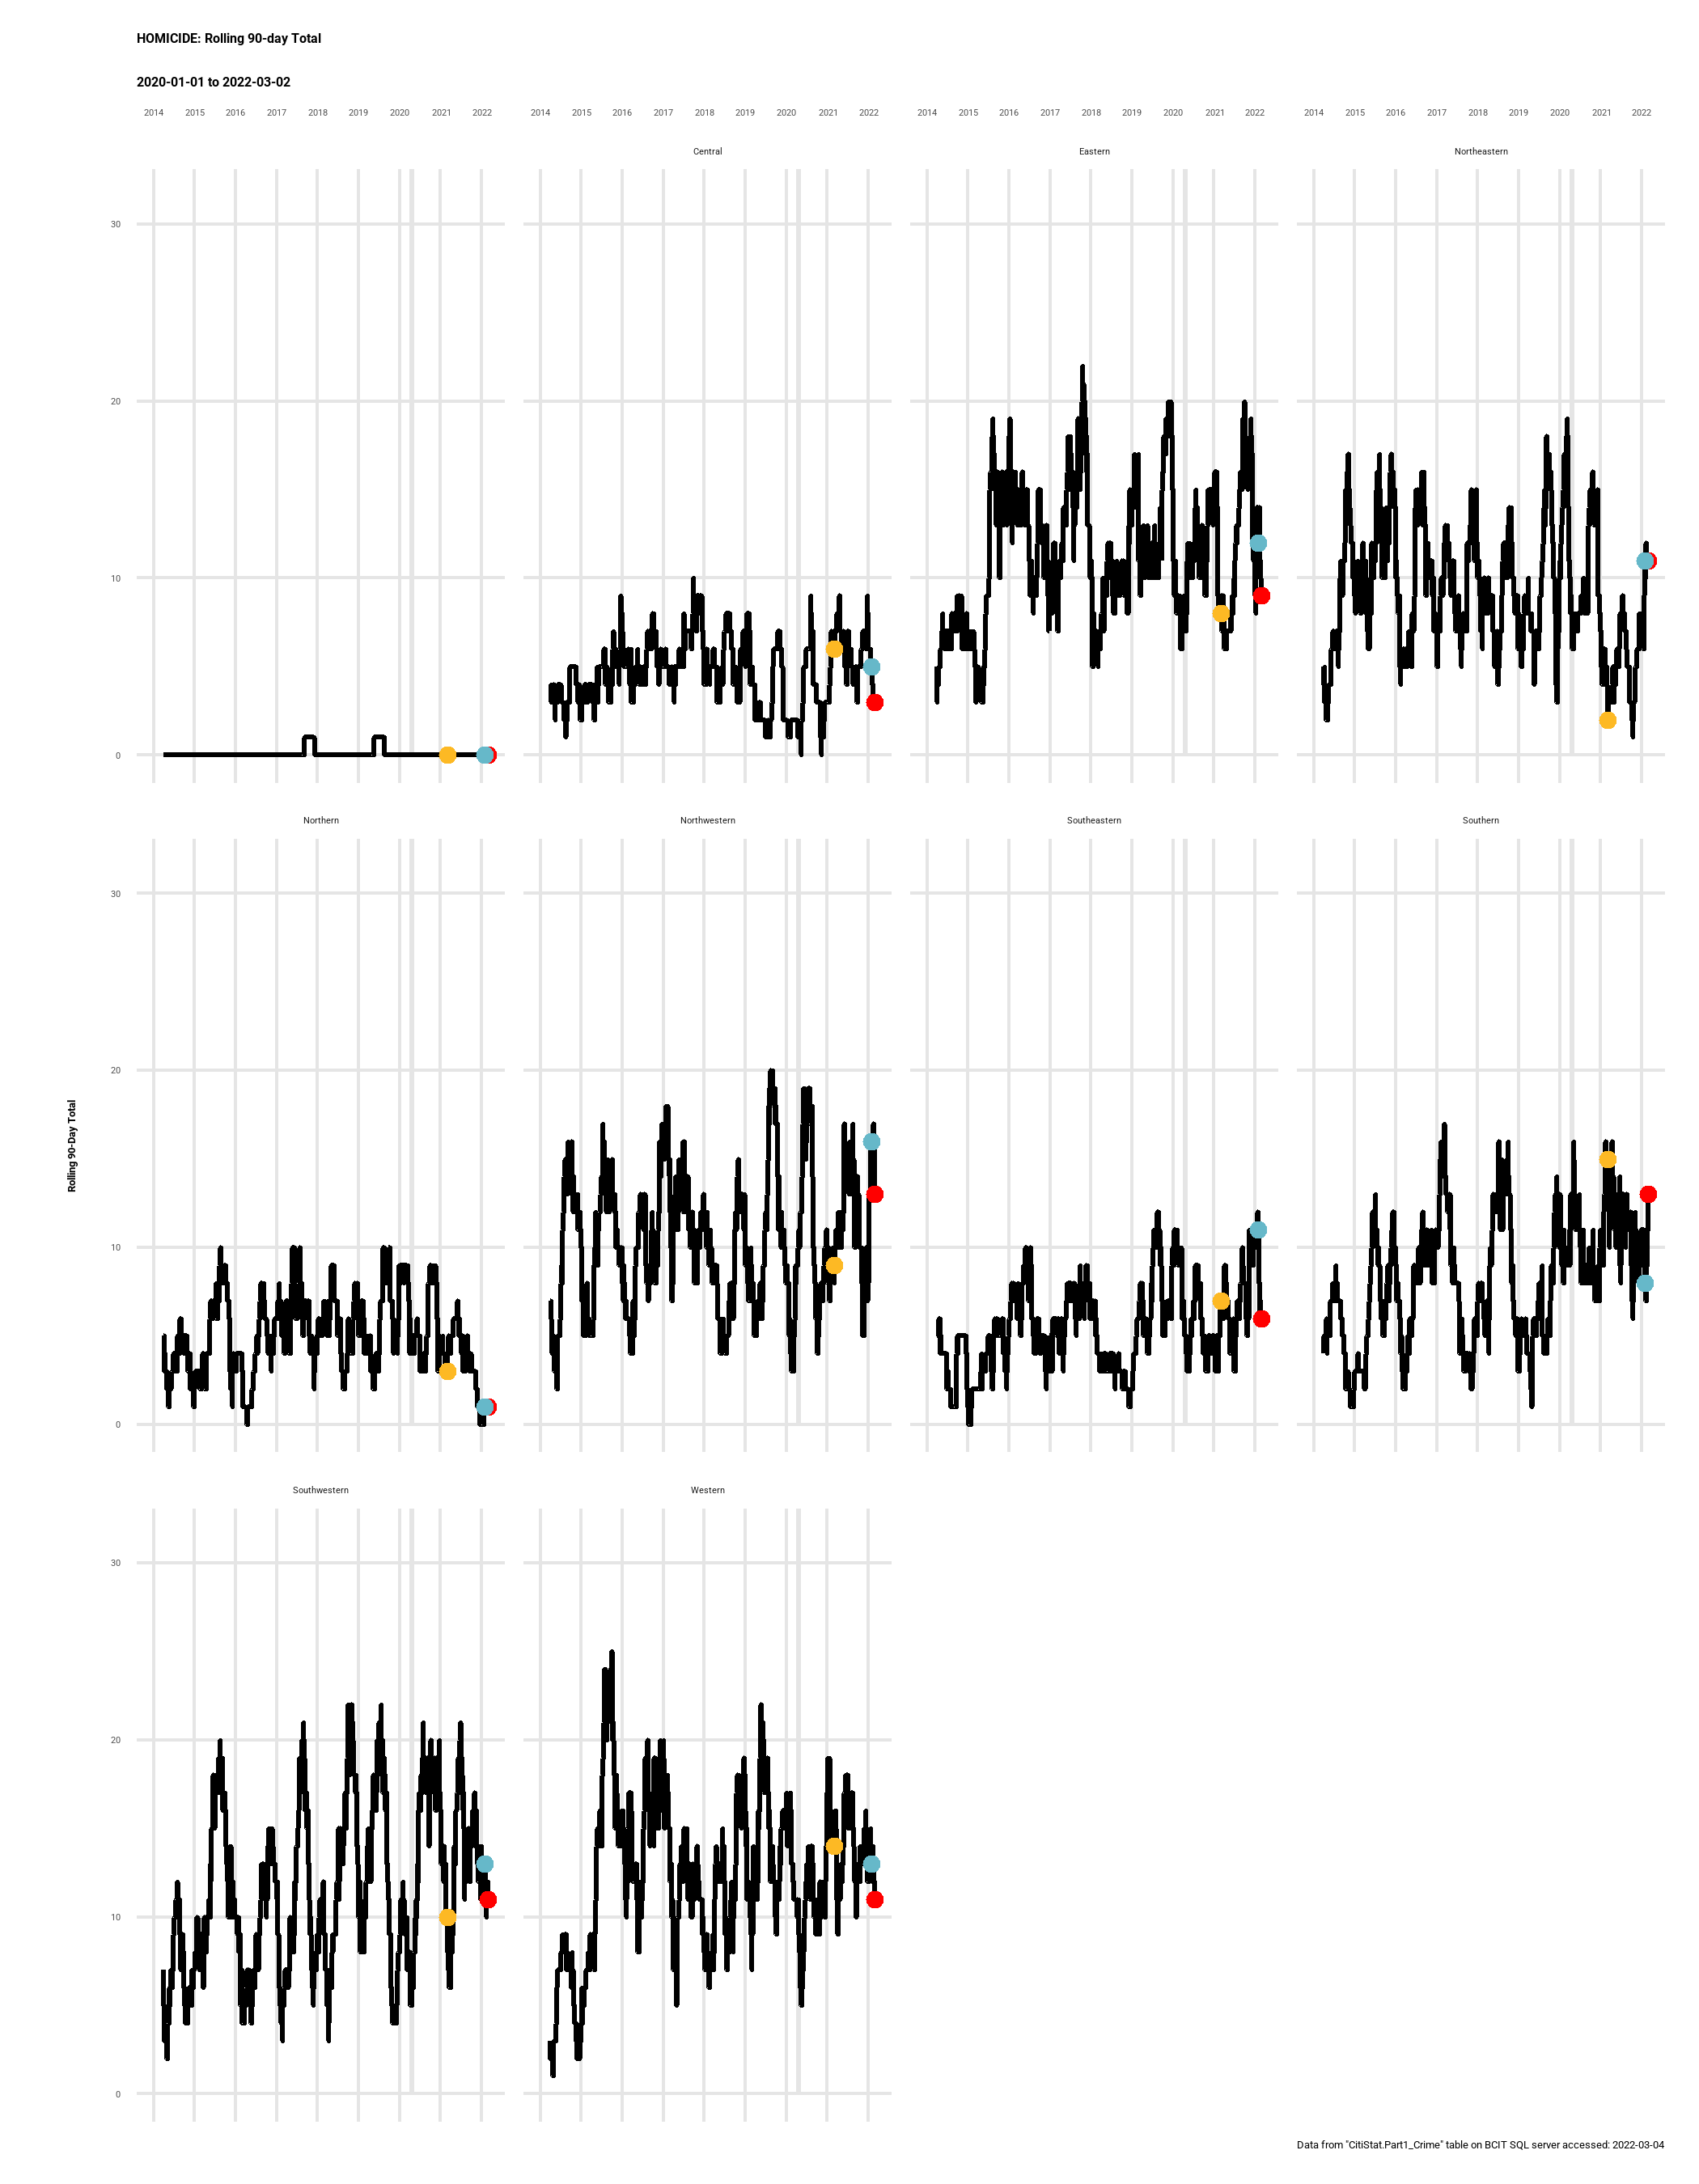 HOMICIDE: Rolling 90-day Total
2020-01-01 to 2022-03-02
2014 2015 2016 2017 2018 2019 2020 2021 2022 2014 2015 2016 2017 2018 2019 2020 2021 2022 2014 2015 2016 2017 2018 2019 2020 2021 2022 2014 2015 2016 2017 2018 2019 2020 2021 2022
Central Eastern Northeastern
30
20
10
0
Northern Northwestern Southeastern Southern
30
20
Rolling 90-Day Total
10
0
Southwestern Western
30
20
10
0
Data from "CitiStat.Part1_Crime" table on BCIT SQL server accessed: 2022-03-04